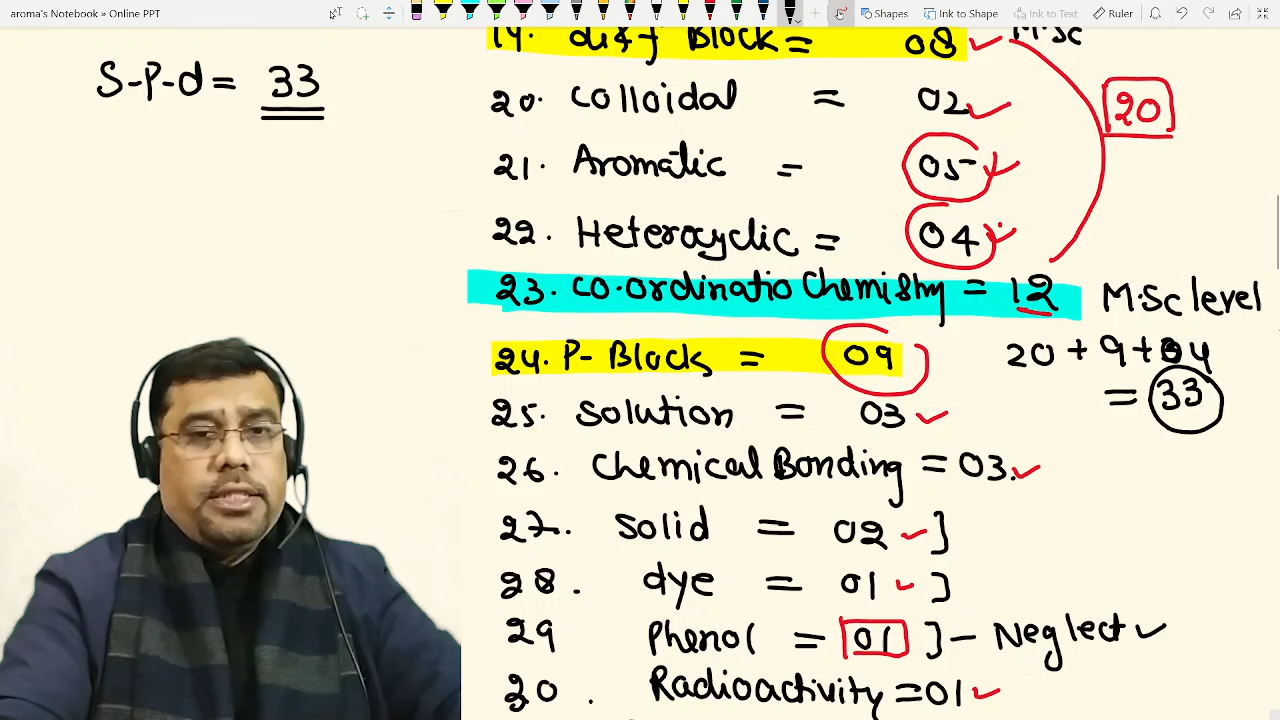 aroma's Notebook » Online PPT
Shapes
Ink to Shape
Ink to Text
Ruler
19. d & f Block = 08 M.Sc
S-P-d = 33
20. Colloidal = 02
20
21. Aromatic = 05
22. Heterocyclic = 04
23. CO-ordinatio Chemistry = 12 M.Sc level
24. P-Block = 09
20 + 9 + 04
= 33
25. Solution = 03
26. Chemical Bonding = 03.
27. Solid = 02 ]
28. dye = 01 ]
29 Phenol = 01 ] - Neglect
20. Radioactivity = 01